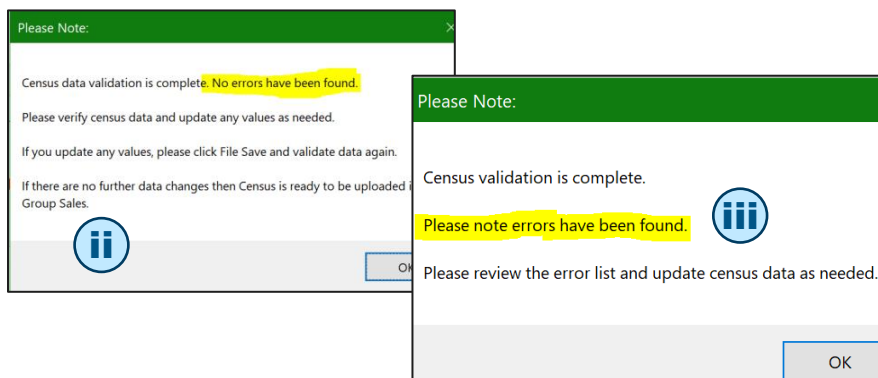 Please Note:
Census data validation is complete. No errors have been found.
Please verify census data and update any values as needed.
If you update any values, please click File Save and validate data again.
If there are no further data changes then Census is ready to be uploaded
Group Sales.
ii
Please Note:
Census validation is complete.
Please note errors have been found.
iii
Please review the error list and update census data as needed.
OK